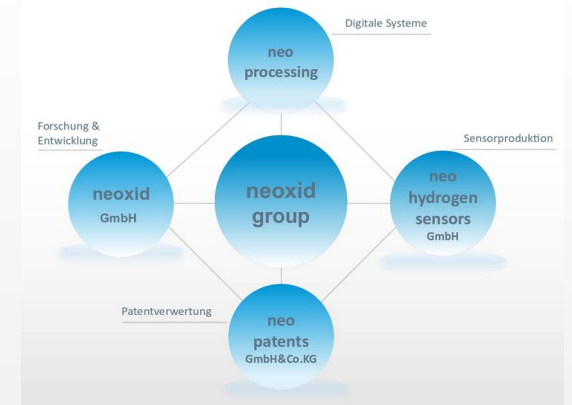 Digitale Systeme
neo
processing
Forschung &
Entwicklung
Sensorproduktion
neoxid
GmbH
neoxid
group
neo
hydrogen
sensors
GmbH
Patentverwertung
neo
patents
GmbH&Co.KG